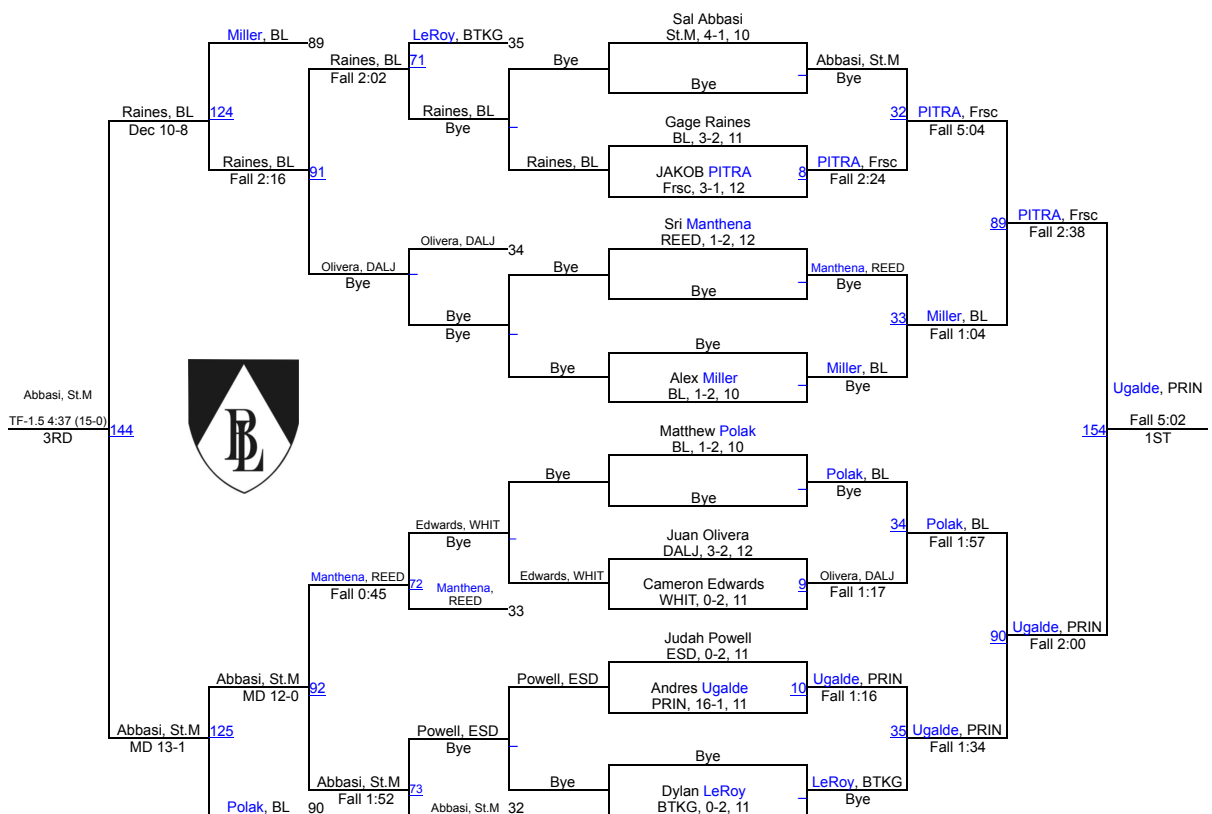 Sal Abbasi
St.M, 4-1, 10
Miller, BL
89
LeRoy, BTKG
35
Raines, BL
71
Fall 2:02
Bye
Abbasi, St.M
Bye
Bye
Raines, BL
124
Dec 10-8
Raines, BL
Bye
Gage Raines
BL, 3-2, 11
32
PITRA, Frsc
Fall 5:04
Raines, BL
91
Fall 2:16
Raines, BL
JAKOB PITRA
Frsc, 3-1, 12
8
PITRA, Frsc
Fall 2:24
Sri Manthena
REED, 1-2, 12
89
PITRA, Frsc
Fall 2:38
Olivera, DALJ
34
Olivera, DALJ
Bye
Bye
Manthena, REED
Bye
Bye
Bye
Bye
33
Miller, BL
Fall 1:04
Bye
Bye
Alex Miller
BL, 1-2, 10
Miller, BL
Bye
Abbasi, St.M
TF-1.5 4:37 (15-0)
3RD
144
BL
Ugalde, PRIN
Fall 5:02
1ST
154
Matthew Polak
BL, 1-2, 10
Bye
Polak, BL
Bye
Bye
Edwards, WHIT
Bye
Juan Olivera
DALJ, 3-2, 12
34
Polak, BL
Fall 1:57
Manthena, REED
72
Fall 0:45
Manthena,
REED
33
Edwards, WHIT
Cameron Edwards
WHIT, 0-2, 11
9
Olivera, DALJ
Fall 1:17
Judah Powell
ESD, 0-2, 11
90
Ugalde, PRIN
Fall 2:00
Abbasi, St.M
92
MD 12-0
Powell, ESD
Andres Ugalde
PRIN, 16-1, 11
10
Ugalde, PRIN
Fall 1:16
Abbasi, St.M
125
MD 13-1
Powell, ESD
Bye
35
Ugalde, PRIN
Fall 1:34
Bye
Abbasi, St.M
73
Fall 1:52
Bye
Dylan LeRoy
BTKG, 0-2, 11
LeRoy, BTKG
Bye
Polak, BL
90
Abbasi, St.M
32